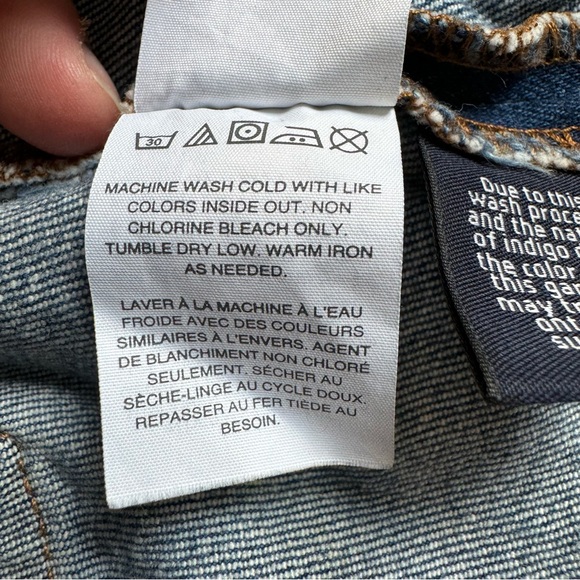 30
MACHINE WASH COLD WITH LIKE
COLORS INSIDE OUT. NON
CHLORINE BLEACH ONLY.
TUMBLE DRY LOW. WARM IRON
AS NEEDED.
LAVER À LA MACHINE À L'EAU
FROIDE AVEC DES COULEURS
SIMILAIRES À L'ENVERS. AGENT
DE BLANCHIMENT NON CHLORÉ
SEULEMENT. SÉCHER AU
SÈCHE-LINGE AU CYCLE DOUX.
REPASSER AU FER TIÈDE AU
BESOIN.
Due to this
wash proce
and the na
of indigo
the color
this gar
may t
ont
su